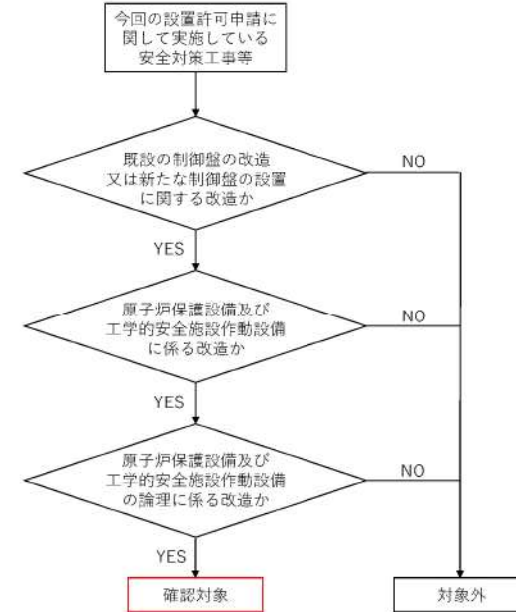 今回の設置許可申請に
関して実施している
安全対策工事等
既設の制御盤の改造
又は新たな制御盤の設置
に関する改造か
NO
YES
原子炉保護設備及び
工学的安全施設作動設備
に係る改造か
NO
YES
原子炉保護設備及び
工学的安全施設作動設備
の論理に係る改造か
NO
YES
確認対象
対象外